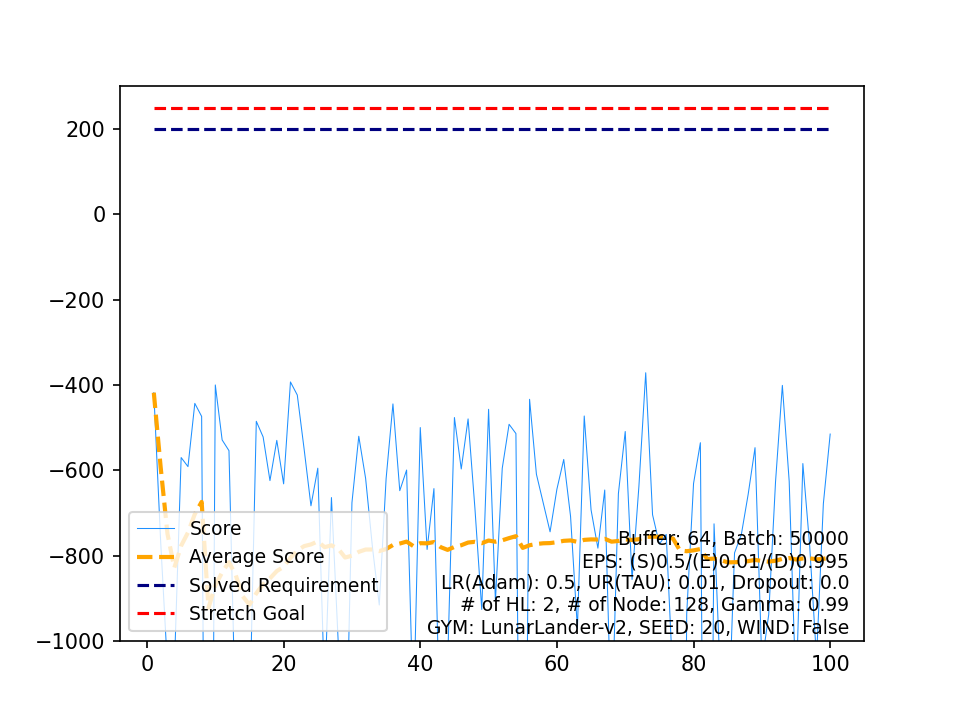 200
0
−200
−400
−600
−800
−1000
0
20
40
60
80
100
Score
Average Score
Solved Requirement
Stretch Goal
Buffer: 64, Batch: 50000
EPS: (S)0.5/(E)0.01/(D)0.995
LR(Adam): 0.5, UR(TAU): 0.01, Dropout: 0.0
# of HL: 2, # of Node: 128, Gamma: 0.99
GYM: LunarLander-v2, SEED: 20, WIND: False